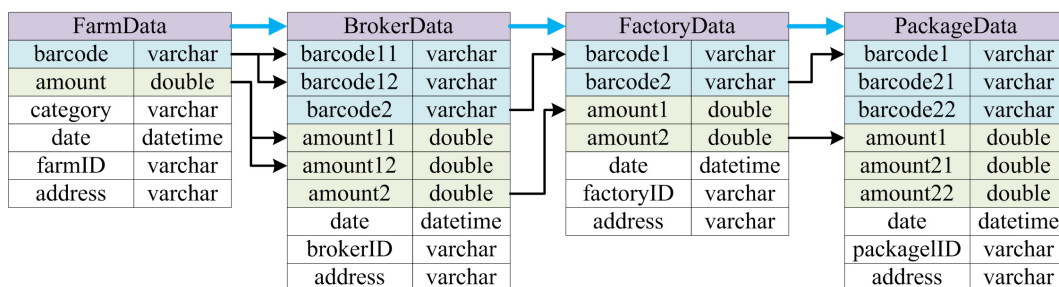 FarmData
barcode varchar
amount double
category varchar
date datetime
farmID varchar
address varchar
BrokerData
barcode11 varchar
barcode12 varchar
barcode2 varchar
amount11 double
amount12 double
amount2 double
date datetime
brokerID varchar
address varchar
FactoryData
barcode1 varchar
barcode2 varchar
amount1 double
amount2 double
date datetime
factoryID varchar
address varchar
PackageData
barcode1 varchar
barcode21 varchar
barcode22 varchar
amount1 double
amount21 double
amount22 double
date datetime
packagelID varchar
address varchar